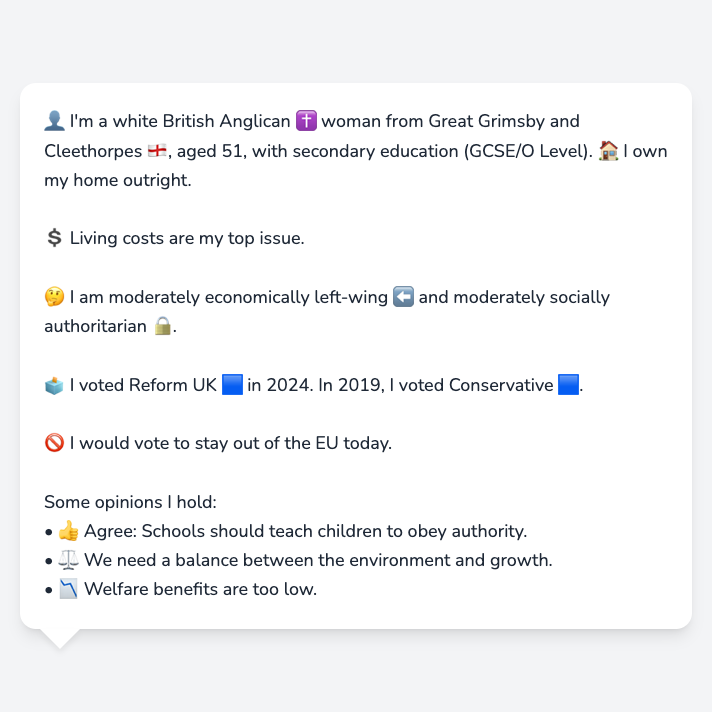 👤 I'm a white British Anglican ✝️ woman from Great Grimsby and
Cleethorpes 🏴󠁧󠁢󠁥󠁮󠁧󠁿, aged 51, with secondary education (GCSE/O Level). 🏠 I own
my home outright.
💲 Living costs are my top issue.
🤔 I am moderately economically left-wing ⬅️ and moderately socially
authoritarian 🔒.
🗳️ I voted Reform UK 🟦 in 2024. In 2019, I voted Conservative 🟦.
🚫 I would vote to stay out of the EU today.
Some opinions I hold:
• 👍 Agree: Schools should teach children to obey authority.
• ⚖️ We need a balance between the environment and growth.
• 📉 Welfare benefits are too low.